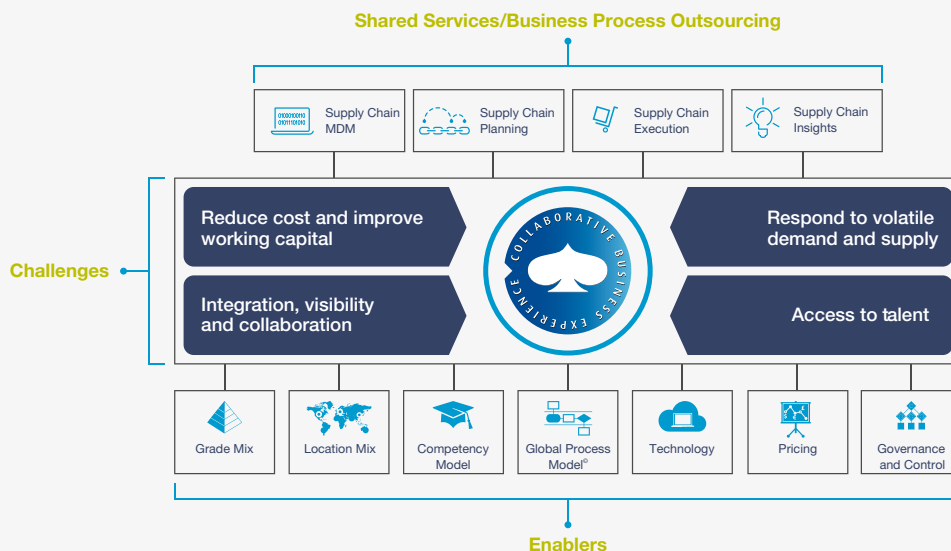 Shared Services/Business Process Outsourcing
01000100110
01011101010
Supply Chain
MDM
Supply Chain
Planning
Supply Chain
Execution
Supply Chain
Insights
Challenges
Reduce cost and improve
working capital
Integration, visibility
and collaboration
COLLABORATIVE BUSINESS EXPERIENCE
Respond to volatile
demand and supply
Access to talent
Grade Mix
Location Mix
Competency
Model
Global Process
Model©
Technology
Pricing
Governance
and Control
Enablers